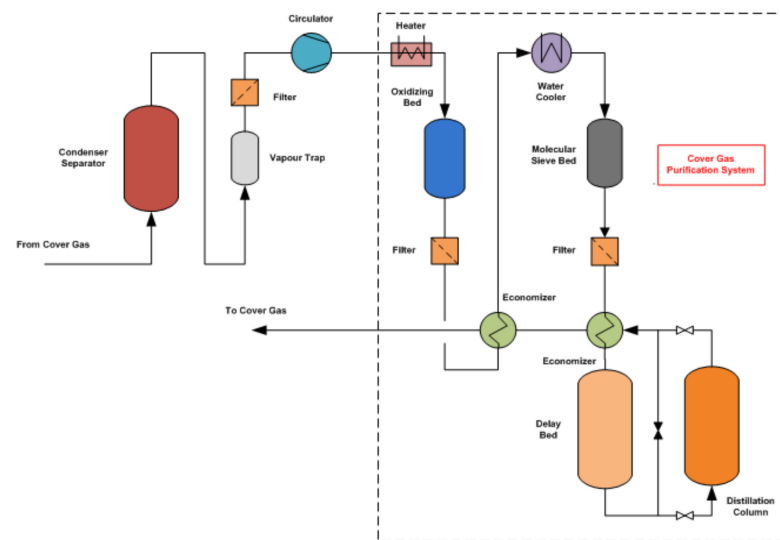 Circulator
Heater
Oxidizing
Bed
Water
Cooler
Filter
Condenser
Separator
Vapour Trap
Molecular
Sieve Bed
Cover Gas
Purification System
From Cover Gas
Filter
Filter
Economizer
To Cover Gas
Economizer
Delay
Bed
Distillation
Column